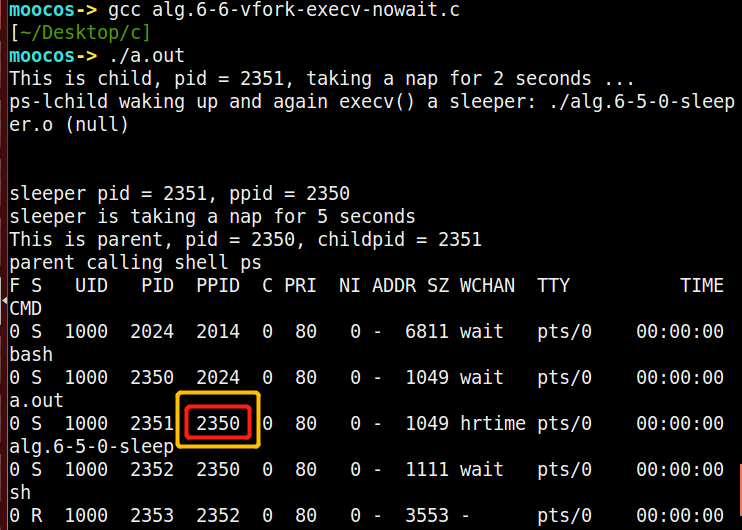 moocos-> gcc alg.6-6-vfork-execv-nowait.c
[~/Desktop/c]
moocos-> ./a.out
This is child, pid = 2351, taking a nap for 2 seconds ...
ps-lchild waking up and again execv() a sleeper: ./alg.6-5-0-sleep
er.o (null)
sleeper pid = 2351, ppid = 2350
sleeper is taking a nap for 5 seconds
This is parent, pid = 2350, childpid = 2351
parent calling shell ps
F S   UID   PID  PPID  C PRI  NI ADDR SZ WCHAN  TTY          TIME
CMD
0 S  1000  2024  2014  0  80   0 -  6811 wait   pts/0    00:00:00
bash
0 S  1000  2350  2024  0  80   0 -  1049 wait   pts/0    00:00:00
a.out
0 S  1000  2351  2350  0  80   0 -  1049 hrtime pts/0    00:00:00
alg.6-5-0-sleep
0 S  1000  2352  2350  0  80   0 -  1111 wait   pts/0    00:00:00
sh
0 R  1000  2353  2352  0  80   0 -  3553 -      pts/0    00:00:00